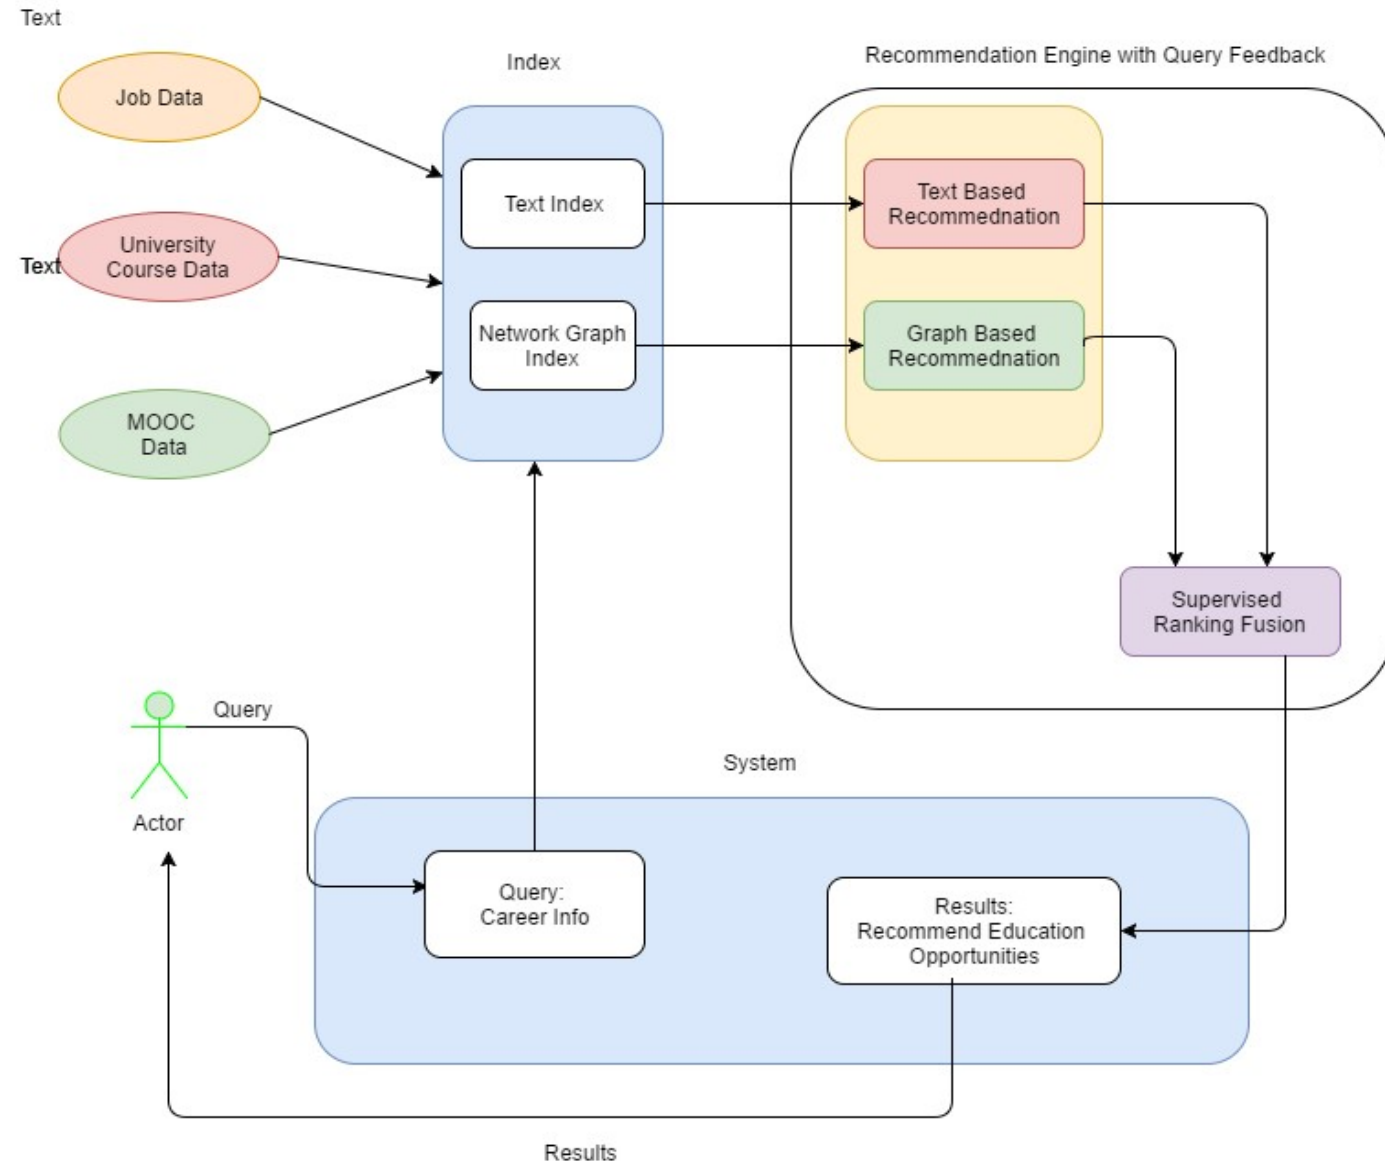 Text
Index
Recommendation Engine with Query Feedback
Job Data
Text Index
Text Based
Recommednation
University
Course Data
Text
Network Graph
Index
Graph Based
Recommednation
MOOC
Data
Supervised
Ranking Fusion
Query
Actor
System
Query:
Career Info
Results:
Recommend Education
Opportunities
Results